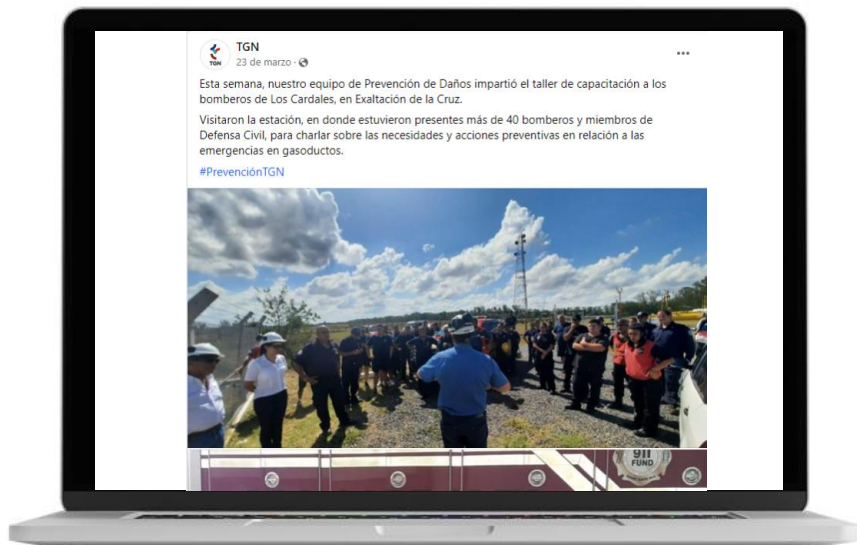 TGN
23 de marzo ·
TGN
Esta semana, nuestro equipo de Prevención de Daños impartió el taller de capacitación a los
bomberos de Los Cardales, en Exaltación de la Cruz.
Visitaron la estación, en donde estuvieron presentes más de 40 bomberos y miembros de
Defensa Civil, para charlar sobre las necesidades y acciones preventivas en relación a las
emergencias en gasoductos.
#PrevenciónTGN
911
FUND